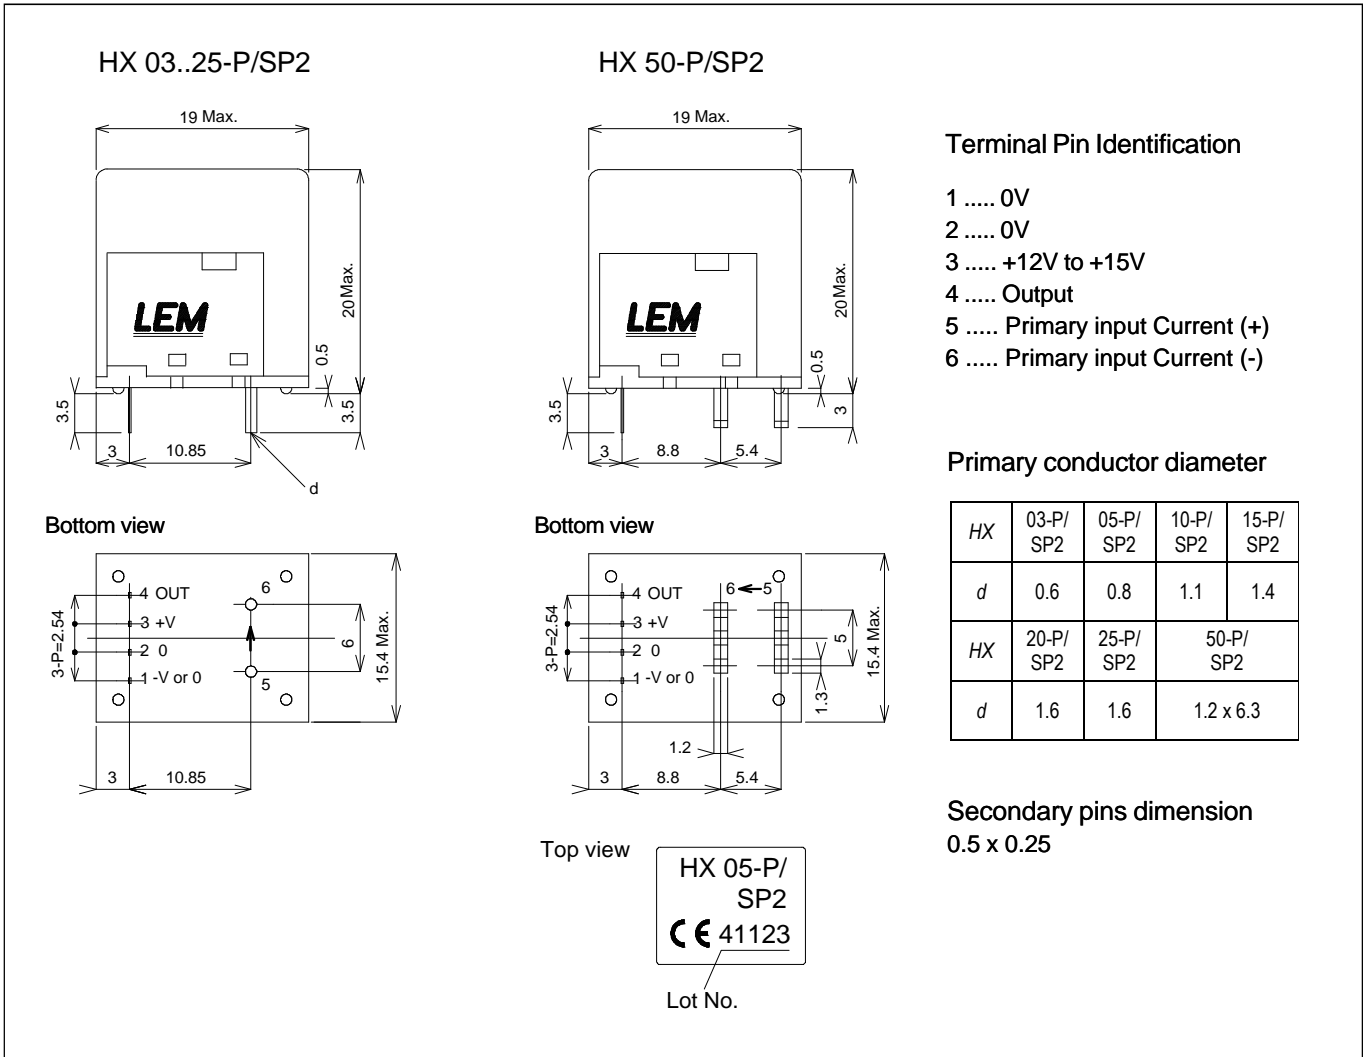 HX 03..25-P/SP2
HX 50-P/SP2
19 Max.
LEM
20 Max.
0.5
3.5
3.5
3
10.85
d
19 Max.
LEM
20 Max.
0.5
3.5
3
3
8.8
5.4
Bottom view
4 OUT
3 +V
2 0
1 -V or 0
3-P=2.54
6
5
6
15.4 Max.
3
10.85
Bottom view
4 OUT
3 +V
2 0
1 -V or 0
3-P=2.54
6
5
5
15.4 Max.
1.3
1.2
3
8.8
5.4
Top view
HX 05-P/
SP2
CE 41123
Lot No.
Terminal Pin Identification
1 ..... 0V
2 ..... 0V
3 ..... +12V to +15V
4 ..... Output
5 ..... Primary input Current (+)
6 ..... Primary input Current (-)
Primary conductor diameter
HX 03-P/ 05-P/ 10-P/ 15-P/
SP2 SP2 SP2 SP2
d 0.6 0.8 1.1 1.4
HX 20-P/ 25-P/ 50-P/
SP2 SP2 SP2
d 1.6 1.6 1.2 x 6.3
Secondary pins dimension
0.5 x 0.25